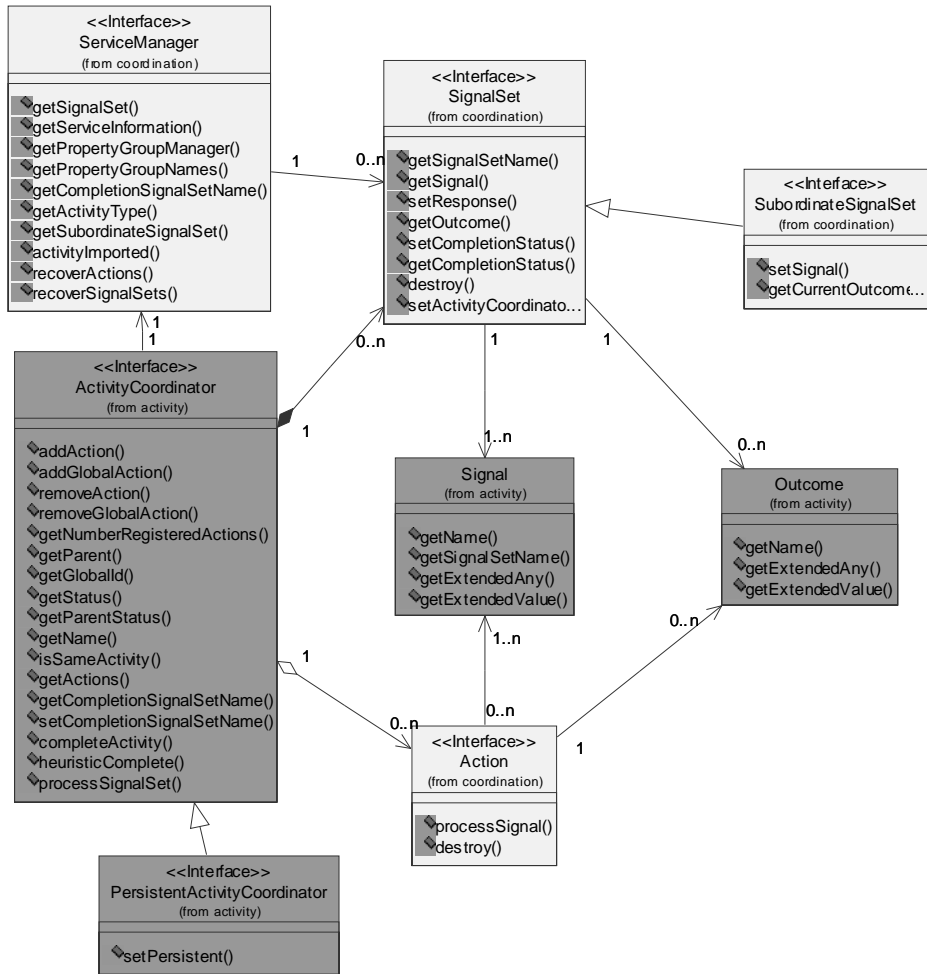 <<Interface>>
ServiceManager
(from coordination)
getSignalSet()
getServiceInformation()
getPropertyGroupManager()
getPropertyGroupNames()
getCompletionSignalSetName()
getActivityType()
getSubordinateSignalSet()
activityImported()
recoverActions()
recoverSignalSets()
<<Interface>>
SignalSet
(from coordination)
getSignalSetName()
getSignal()
setResponse()
getOutcome()
setCompletionStatus()
getCompletionStatus()
destroy()
setActivityCoordinato...
<<Interface>>
SubordinateSignalSet
(from coordination)
setSignal()
getCurrentOutcome...
1
0..n
1
1
0..n
1
1
1
1..n
0..n
<<Interface>>
ActivityCoordinator
(from activity)
addAction()
addGlobalAction()
removeAction()
removeGlobalAction()
getNumberRegisteredActions()
getParent()
getGlobalId()
getStatus()
getParentStatus()
getName()
isSameActivity()
getActions()
getCompletionSignalSetName()
setCompletionSignalSetName()
completeActivity()
heuristicComplete()
processSignalSet()
Signal
(from activity)
getName()
getSignalSetName()
getExtendedAny()
getExtendedValue()
Outcome
(from activity)
getName()
getExtendedAny()
getExtendedValue()
1
0..n
1..n
0..n
0..n
1
<<Interface>>
Action
(from coordination)
processSignal()
destroy()
<<Interface>>
PersistentActivityCoordinator
(from activity)
setPersistent()